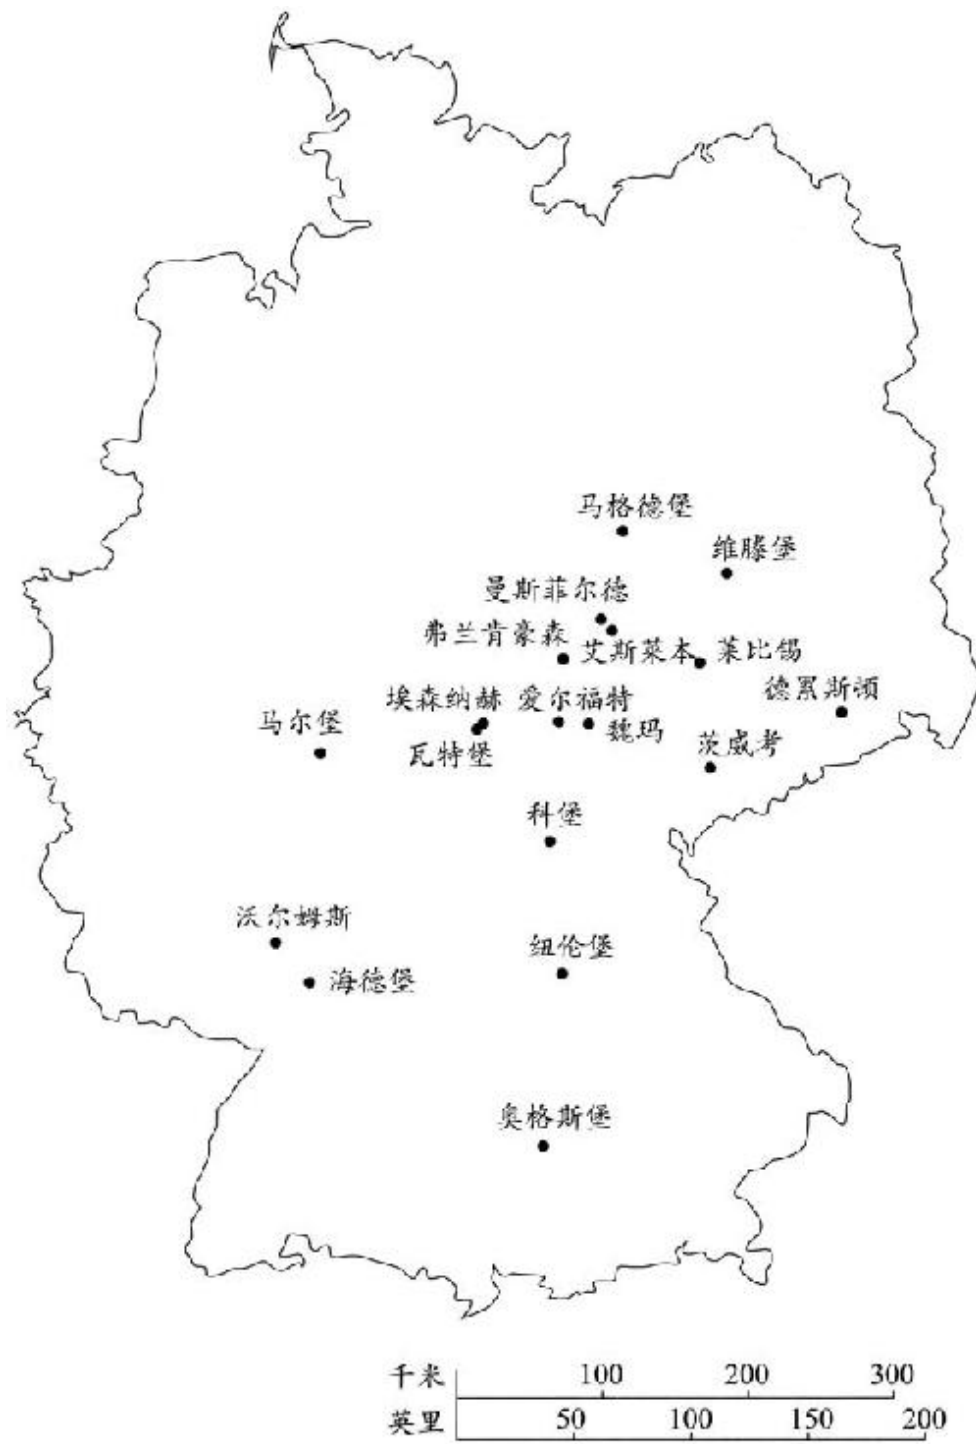 马格德堡
维滕堡
曼斯菲尔德
弗兰肯豪森
艾斯莱本
莱比锡
德累斯顿
埃森纳赫
爱尔福特
马尔堡
瓦特堡
魏玛
茨威考
科堡
沃尔姆斯
纽伦堡
海德堡
奥格斯堡
千米 100 200 300
英里 50 100 150 200